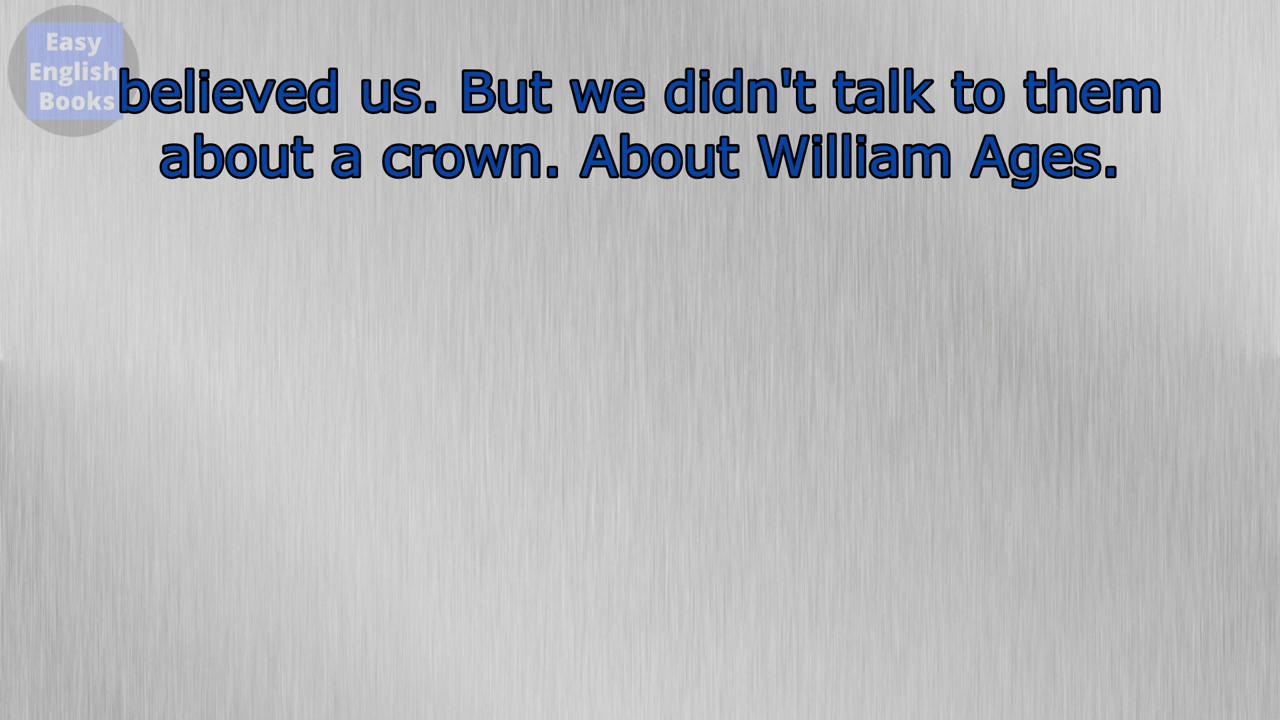 Easy
English
Books
believed us. But we didn't talk to them
about a crown. About William Ages.